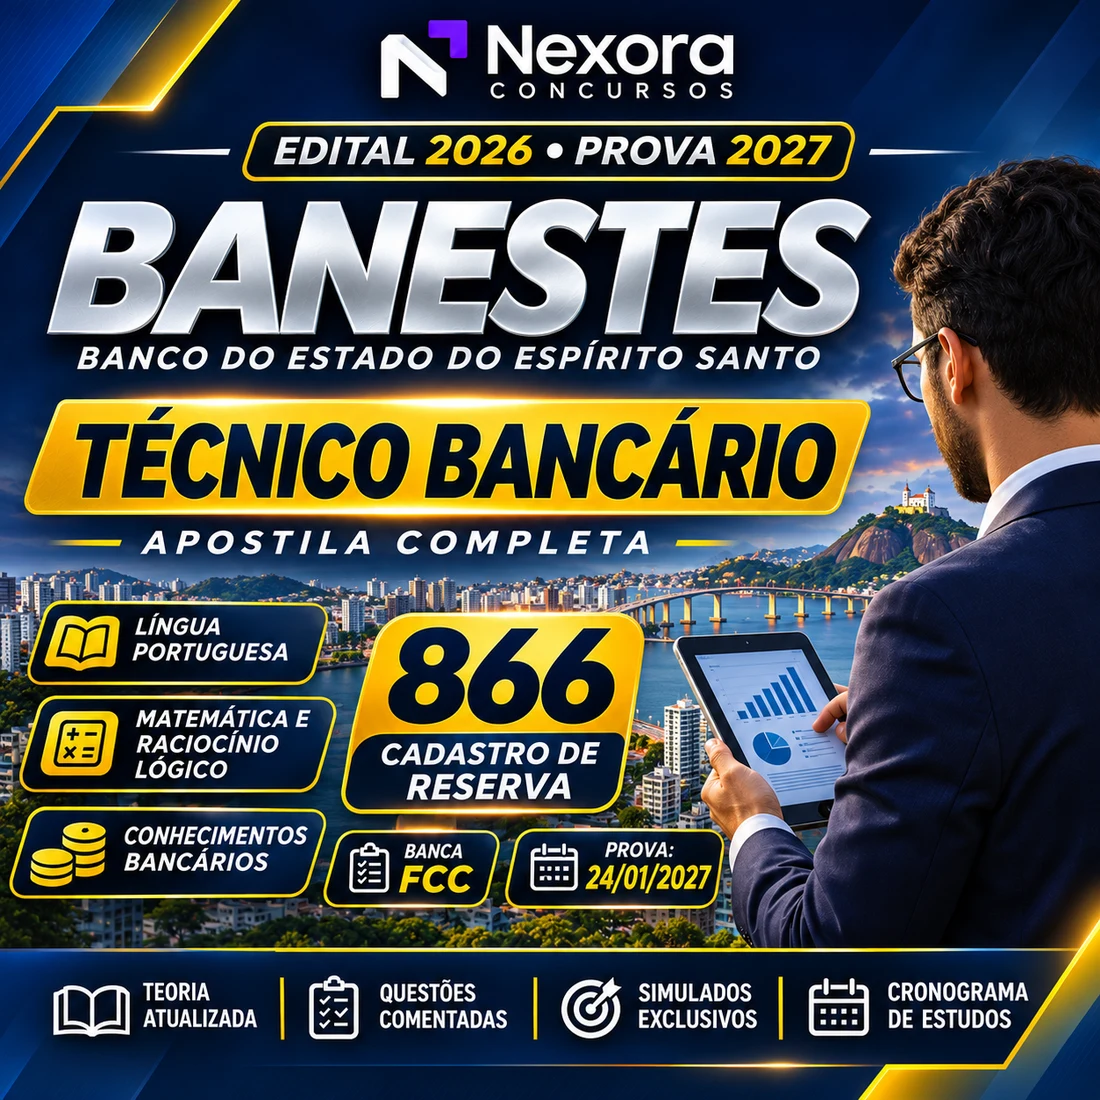 Nexora
CONCURSOS
EDITAL 2026 • PROVA 2027
BANESTES
BANCO DO ESTADO DO ESPÍRITO SANTO
TÉCNICO BANCÁRIO
APOSTILA COMPLETA
LÍNGUA
PORTUGUESA
MATEMÁTICA E
RACIOCÍNIO
LÓGICO
CONHECIMENTOS
BANCÁRIOS
866
CADASTRO DE
RESERVA
BANCA
FCC
PROVA:
24/01/2027
TEORIA
ATUALIZADA
QUESTÕES
COMENTADAS
SIMULADOS
EXCLUSIVOS
CRONOGRAMA
DE ESTUDOS